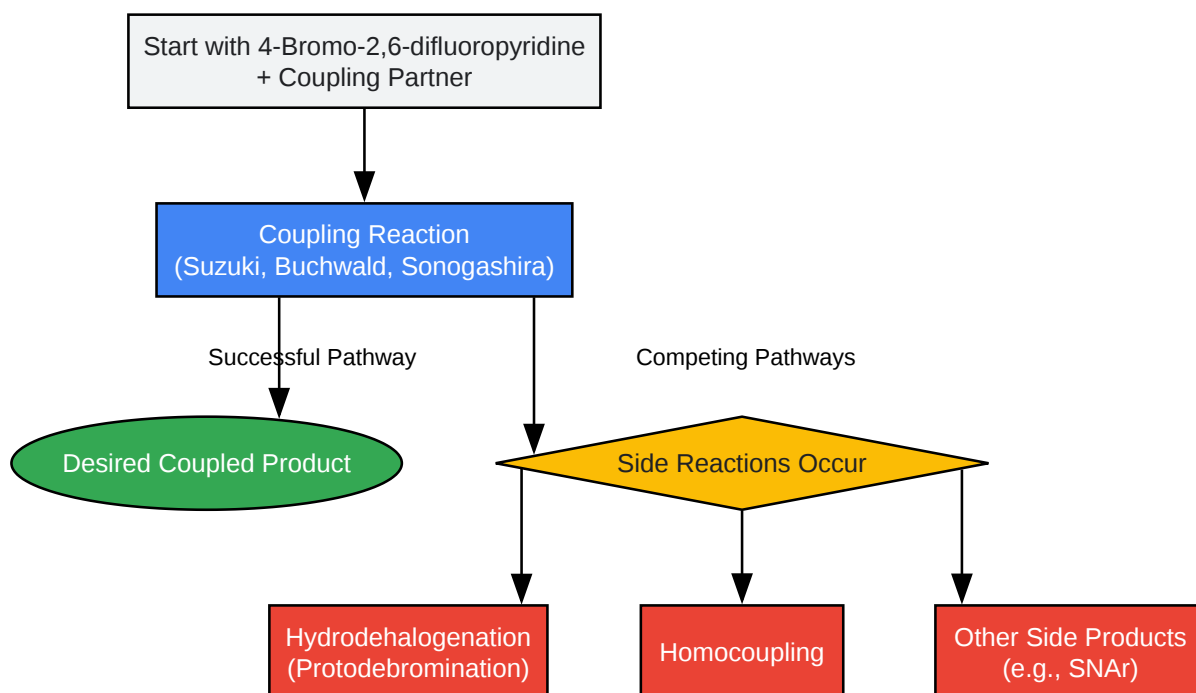 Start with 4-Bromo-2,6-difluoropyridine
+ Coupling Partner
Coupling Reaction
(Suzuki, Buchwald, Sonogashira)
Successful Pathway
Competing Pathways
Desired Coupled Product
Side Reactions Occur
Hydrodehalogenation
(Protodebromination)
Homocoupling
Other Side Products
(e.g., SNAr)